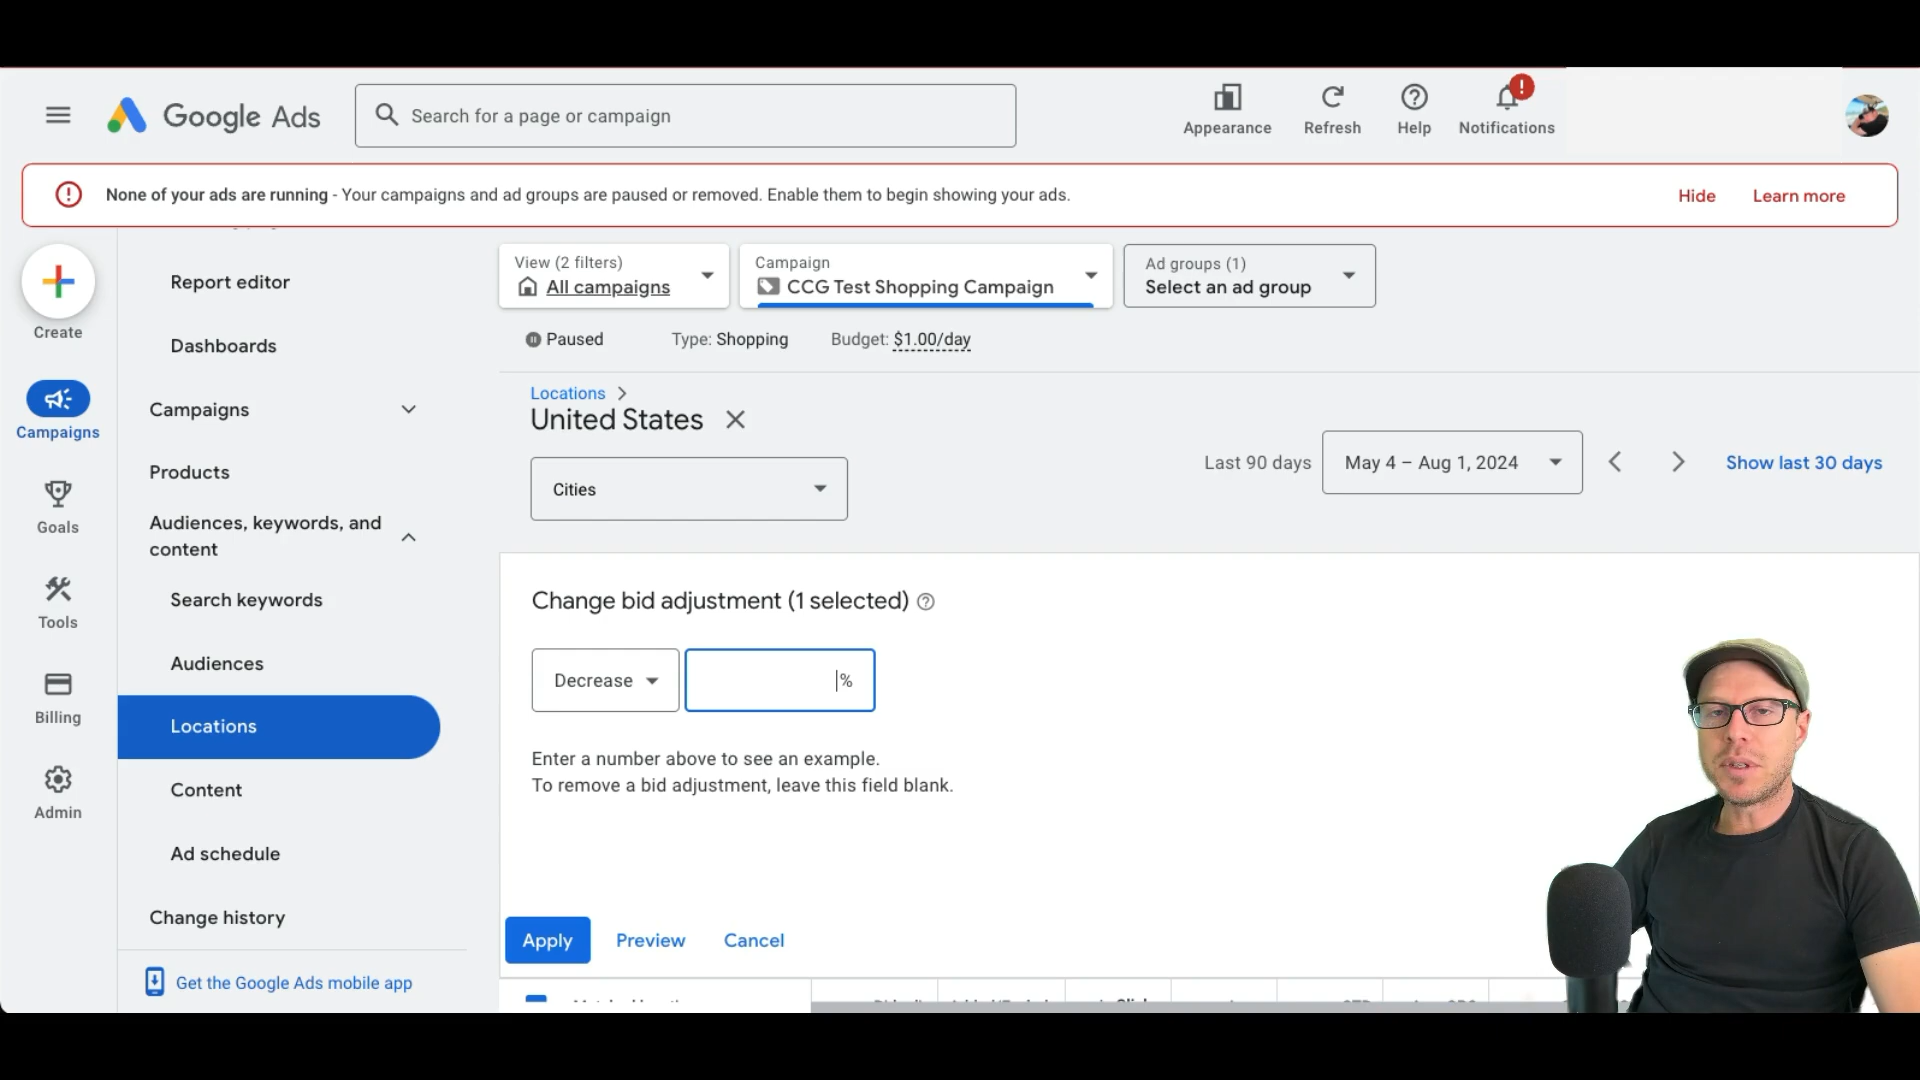 Google Ads
Search for a page or campaign
Appearance
Refresh
Help
Notifications
None of your ads are running - Your campaigns and ad groups are paused or removed. Enable them to begin showing your ads.
Hide
Learn more
Create
Campaigns
Goals
Tools
Billing
Admin
Report editor
Dashboards
Campaigns
Products
Audiences, keywords, and
content
Search keywords
Audiences
Locations
Content
Ad schedule
Change history
Get the Google Ads mobile app
View (2 filters)
All campaigns
Campaign
CCG Test Shopping Campaign
Ad groups (1)
Select an ad group
Paused
Type: Shopping
Budget: $1.00/day
Locations
United States
Cities
Last 90 days
May 4 – Aug 1, 2024
Show last 30 days
Change bid adjustment (1 selected)
Decrease
%
Enter a number above to see an example.
To remove a bid adjustment, leave this field blank.
Apply
Preview
Cancel